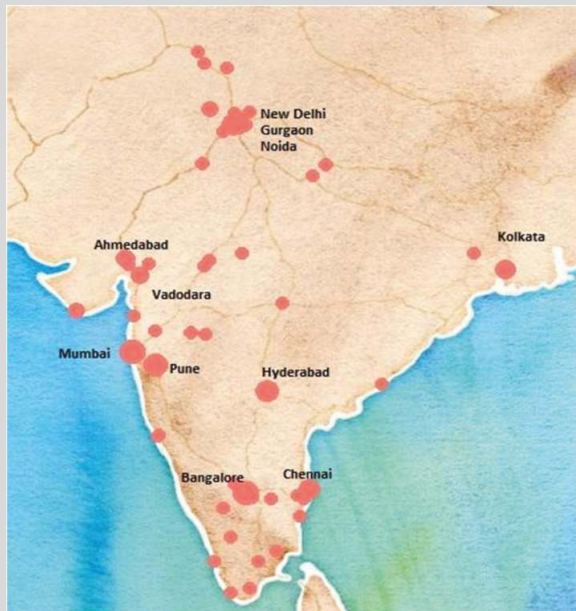 New Delhi
Gurgaon
Noida
Kolkata
Ahmedabad
Vadodara
Mumbai
Pune
Hyderabad
Bangalore
Chennai